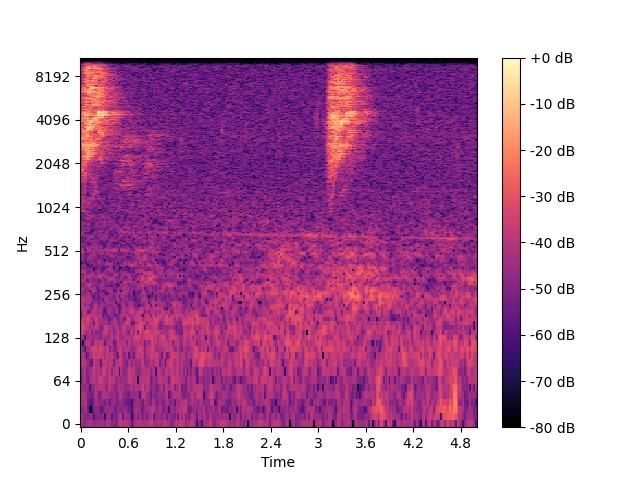 8192
4096
2048
1024
512
256
128
64
0
Hz
0 0.6 1.2 1.8 2.4 3 3.6 4.2 4.8
Time
+0 dB
-10 dB
-20 dB
-30 dB
-40 dB
-50 dB
-60 dB
-70 dB
-80 dB